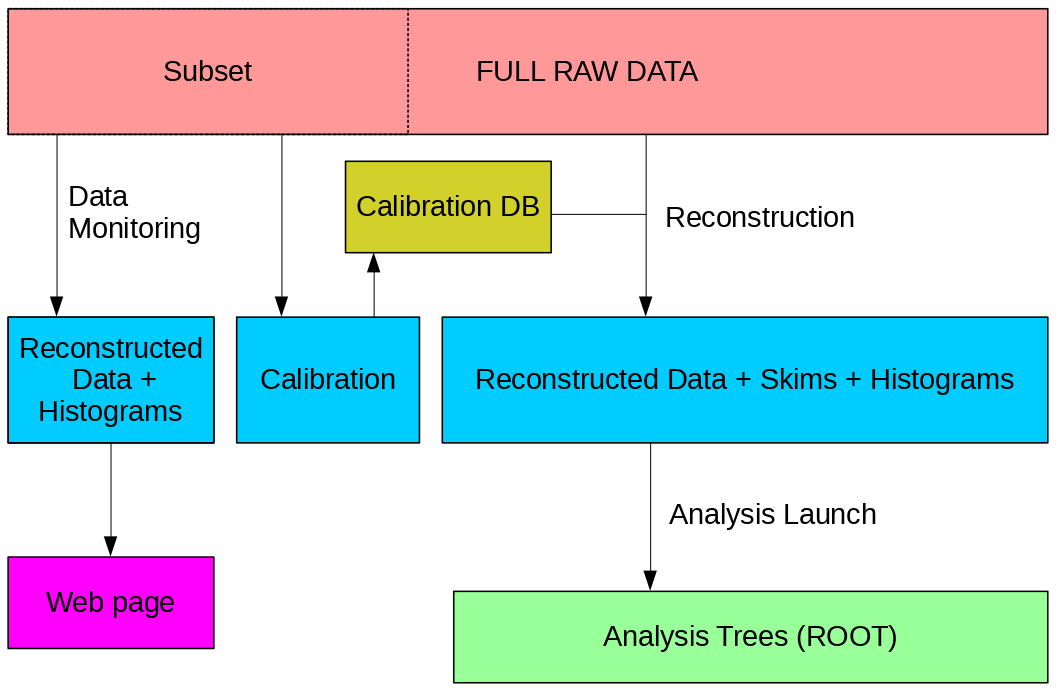 Subset
FULL RAW DATA
Data
Monitoring
Calibration DB
Reconstruction
Reconstructed
Data +
Histograms
Calibration
Reconstructed Data + Skims + Histograms
Analysis Launch
Web page
Analysis Trees (ROOT)